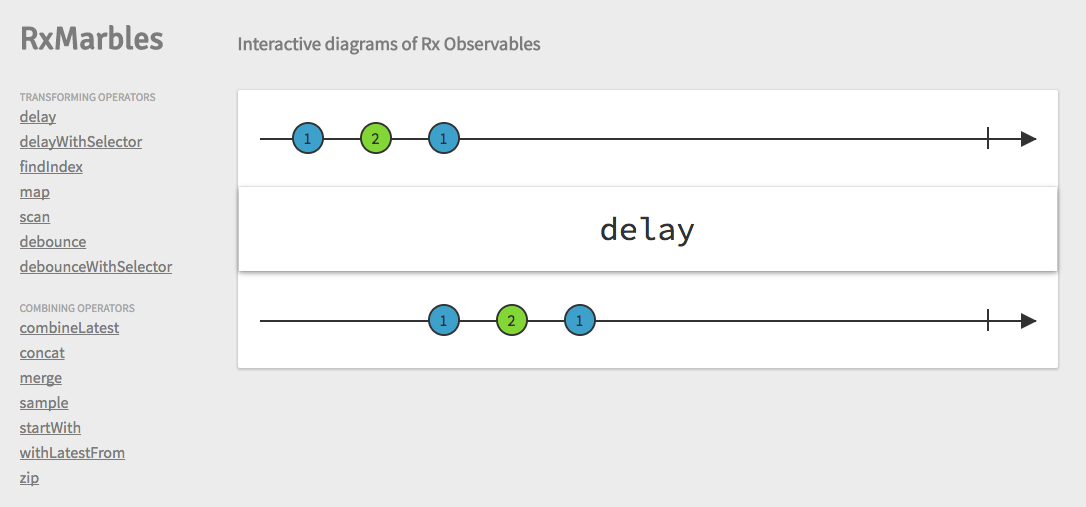 RxMarbles
Interactive diagrams of Rx Observables
TRANSFORMING OPERATORS
delay
delayWithSelector
findIndex
map
scan
debounce
debounceWithSelector
COMBINING OPERATORS
combineLatest
concat
merge
sample
startWith
withLatestFrom
zip
1 2 1
delay
1 2 1